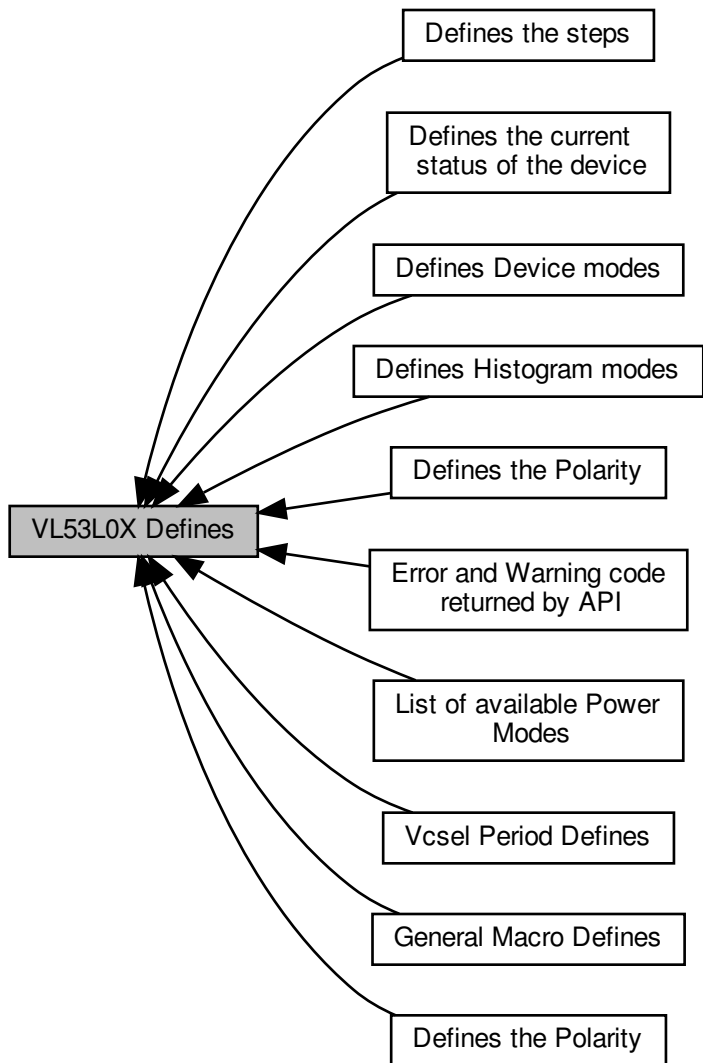 Defines the steps
Defines the current
status of the device
Defines Device modes
Defines Histogram modes
Defines the Polarity
VL53L0X Defines
Error and Warning code
returned by API
List of available Power
Modes
Vcsel Period Defines
General Macro Defines
Defines the Polarity